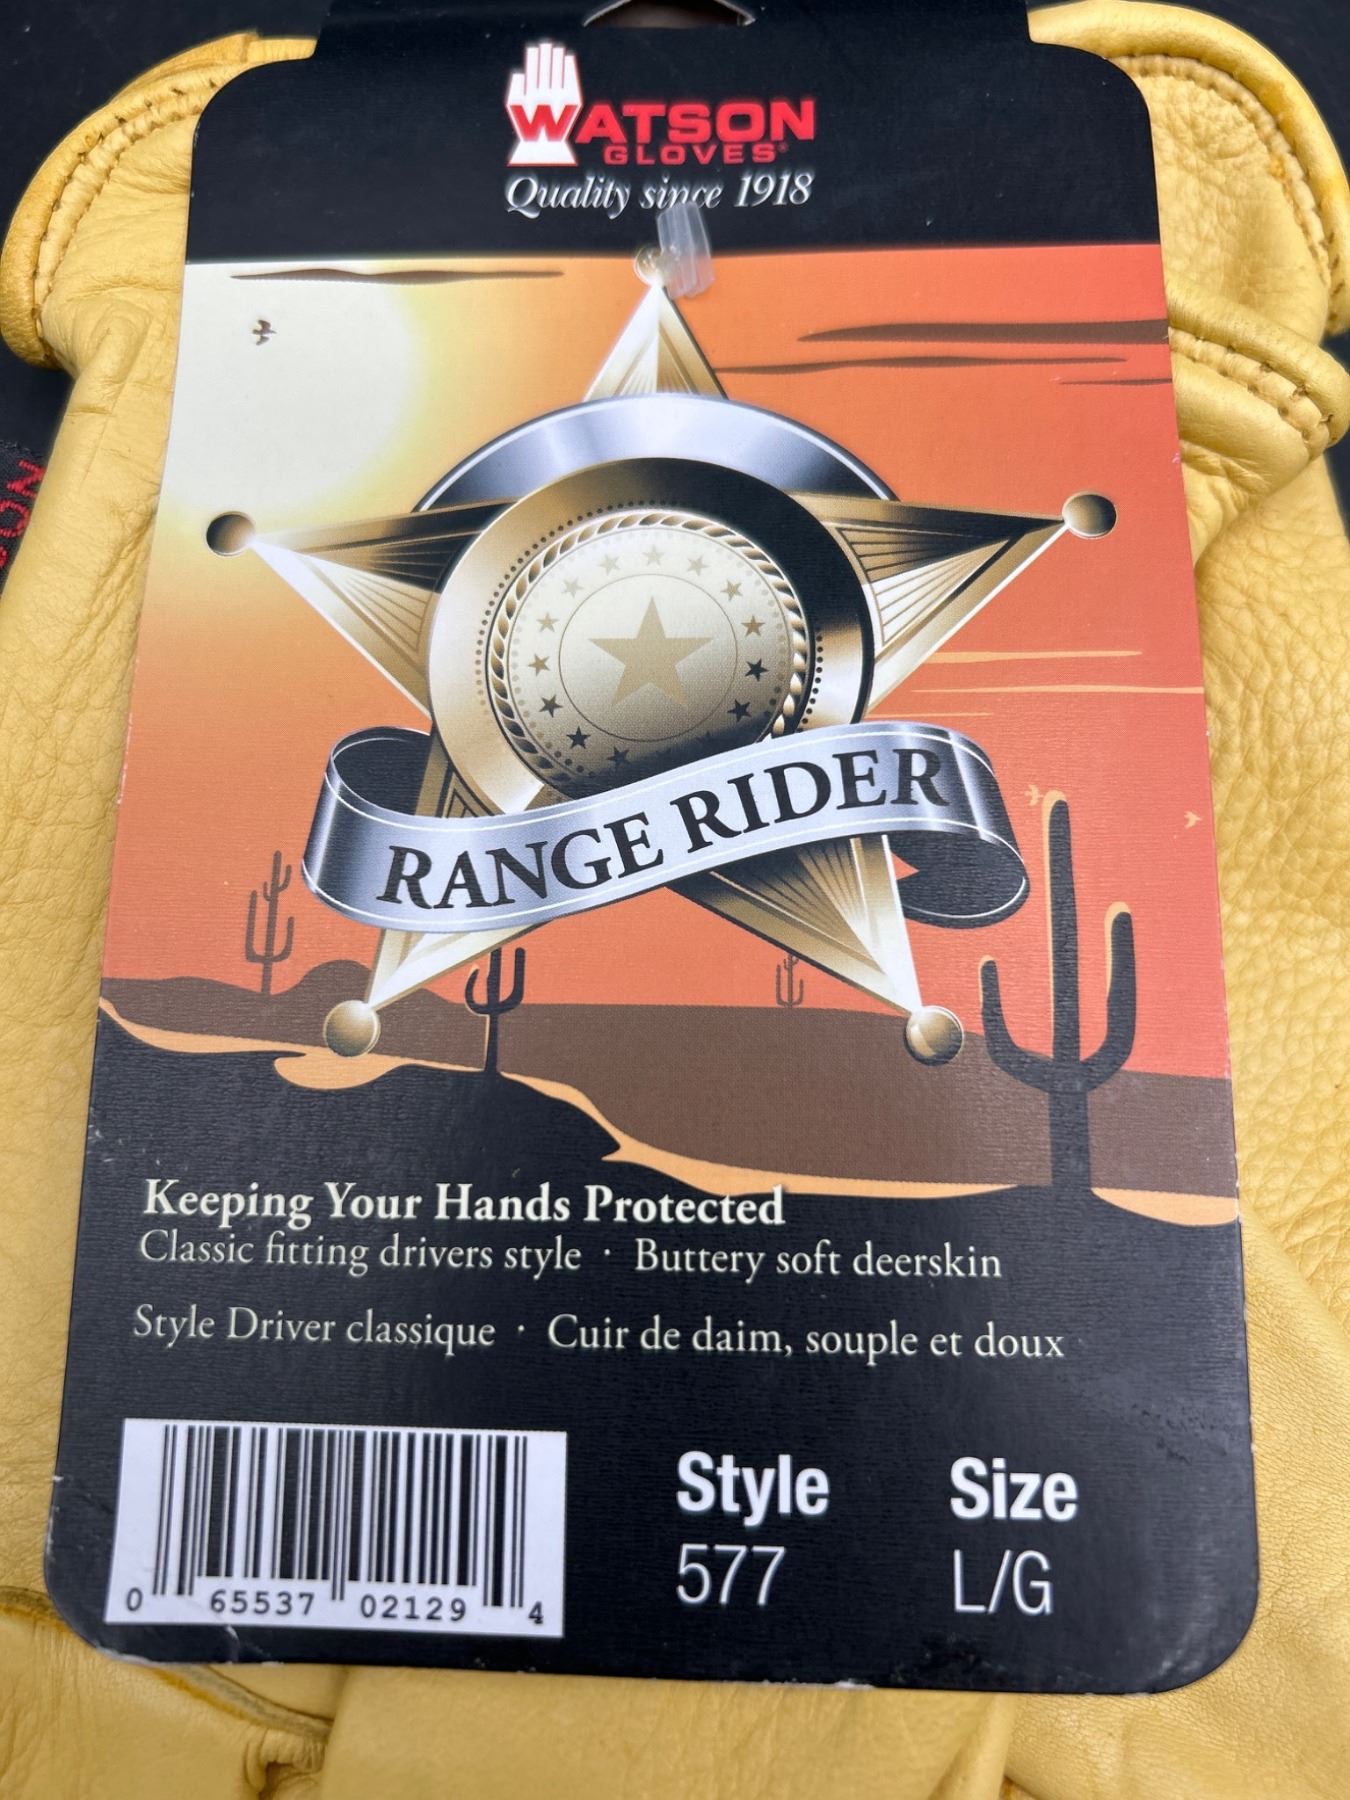 WATSON
GLOVES®
Quality since 1918
RANGE RIDER
Keeping Your Hands Protected
Classic fitting drivers style · Buttery soft deerskin
Style Driver classique · Cuir de daim, souple et doux
Style
577
Size
L/G
0 65537 02129 4